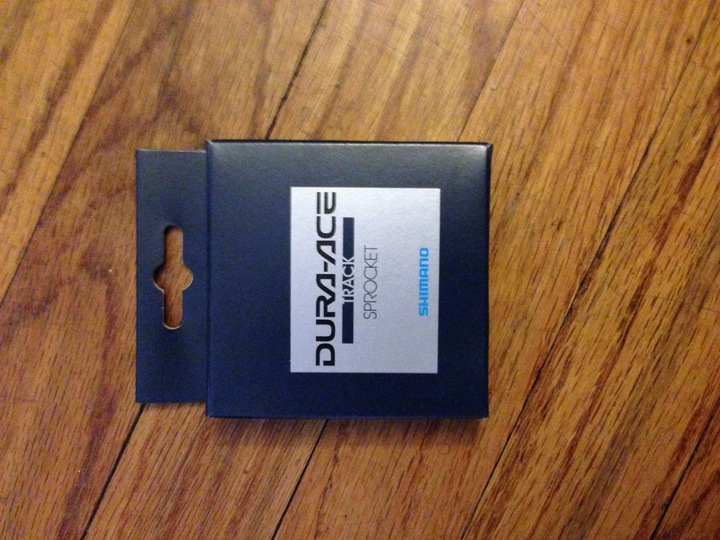 DURA-ACE
TRACK
SPROCKET
SHIMANO